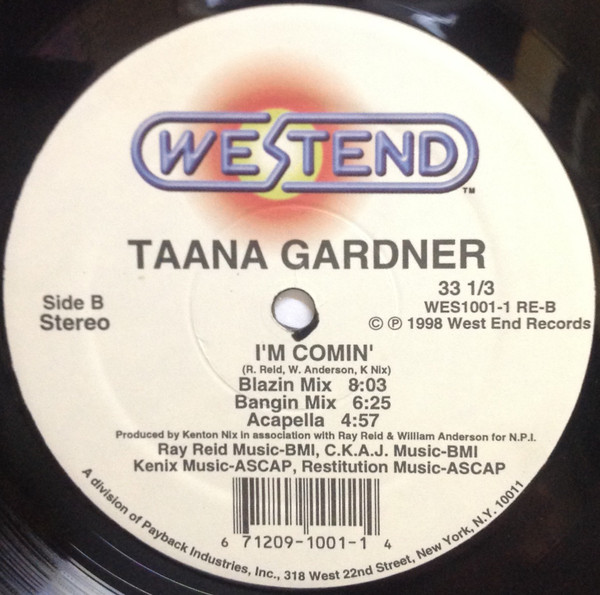 WESTEND
TM
TAANA GARDNER
Side B
Stereo
33 1/3
WES1001-1 RE-B
© ℗ 1998 West End Records
I'M COMIN'
(R. Reid, W. Anderson, K Nix)
Blazin Mix 8:03
Bangin Mix 6:25
Acapella 4:57
Produced by Kenton Nix in association with Ray Reid & William Anderson for N.P.I.
Ray Reid Music-BMI, C.K.A.J. Music-BMI
Kenix Music-ASCAP, Restitution Music-ASCAP
6 71209-1001-1 4
A division of Payback Industries, Inc., 318 West 22nd Street, New York, N.Y. 10011